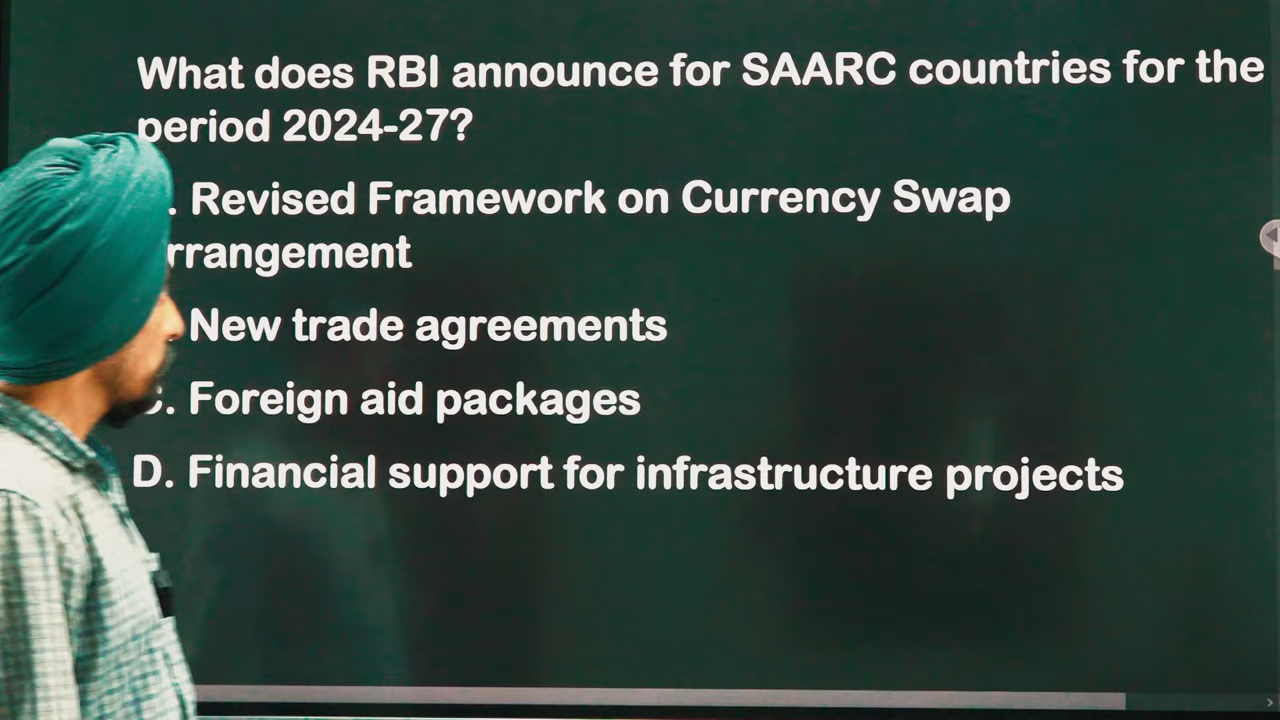 What does RBI announce for SAARC countries for the
period 2024-27?
. Revised Framework on Currency Swap
rrangement
New trade agreements
. Foreign aid packages
D. Financial support for infrastructure projects